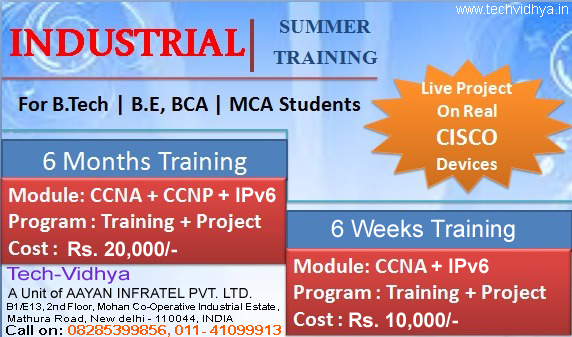 www.techvidhya.in
INDUSTRIAL
SUMMER
TRAINING
For B.Tech | B.E, BCA | MCA Students
Live Project
On Real
CISCO
Devices
6 Months Training
Module: CCNA + CCNP + IPv6
Program : Training + Project
Cost : Rs. 20,000/-
6 Weeks Training
Module: CCNA + IPv6
Program : Training + Project
Cost : Rs. 10,000/-
Tech-Vidhya
A Unit of AAYAN INFRATEL PVT. LTD.
B1/E13, 2nd Floor, Mohan Co-Operative Industrial Estate,
Mathura Road, New delhi - 110044, INDIA
Call on: 08285399856, 011- 41099913